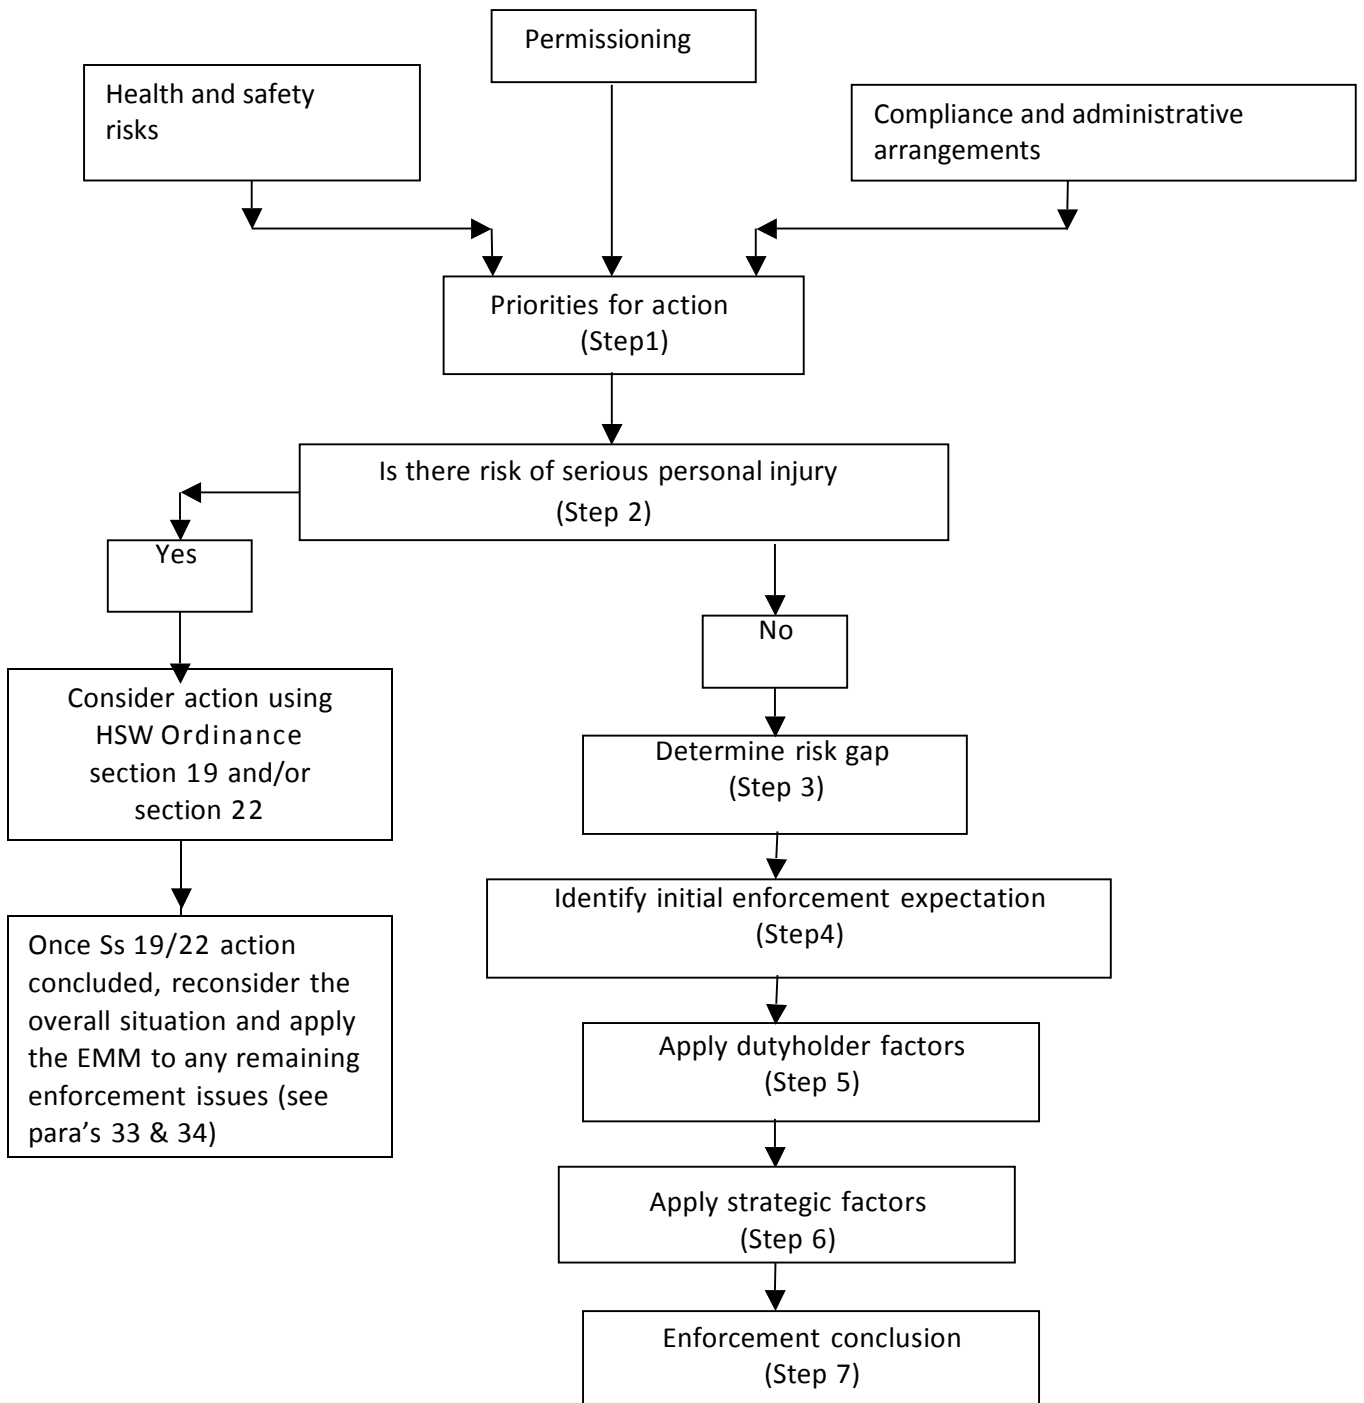 Permissioning
Health and safety
risks
Compliance and administrative
arrangements
Priorities for action
(Step1)
Is there risk of serious personal injury
(Step 2)
Yes
No
Consider action using
HSW Ordinance
section 19 and/or
section 22
Determine risk gap
(Step 3)
Identify initial enforcement expectation
(Step4)
Once Ss 19/22 action
concluded, reconsider the
overall situation and apply
the EMM to any remaining
enforcement issues (see
para’s 33 & 34)
Apply dutyholder factors
(Step 5)
Apply strategic factors
(Step 6)
Enforcement conclusion
(Step 7)